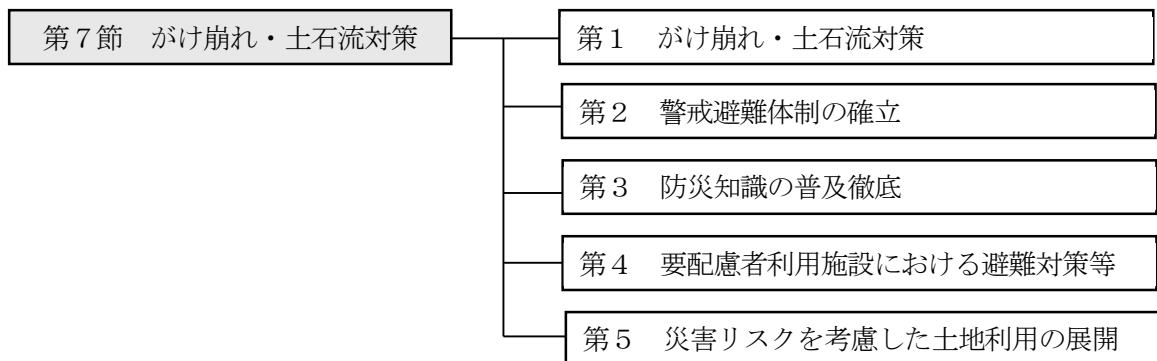 第７節　がけ崩れ・土石流対策
第１　がけ崩れ・土石流対策
第２　警戒避難体制の確立
第３　防災知識の普及徹底
第４　要配慮者利用施設における避難対策等
第５　災害リスクを考慮した土地利用の展開